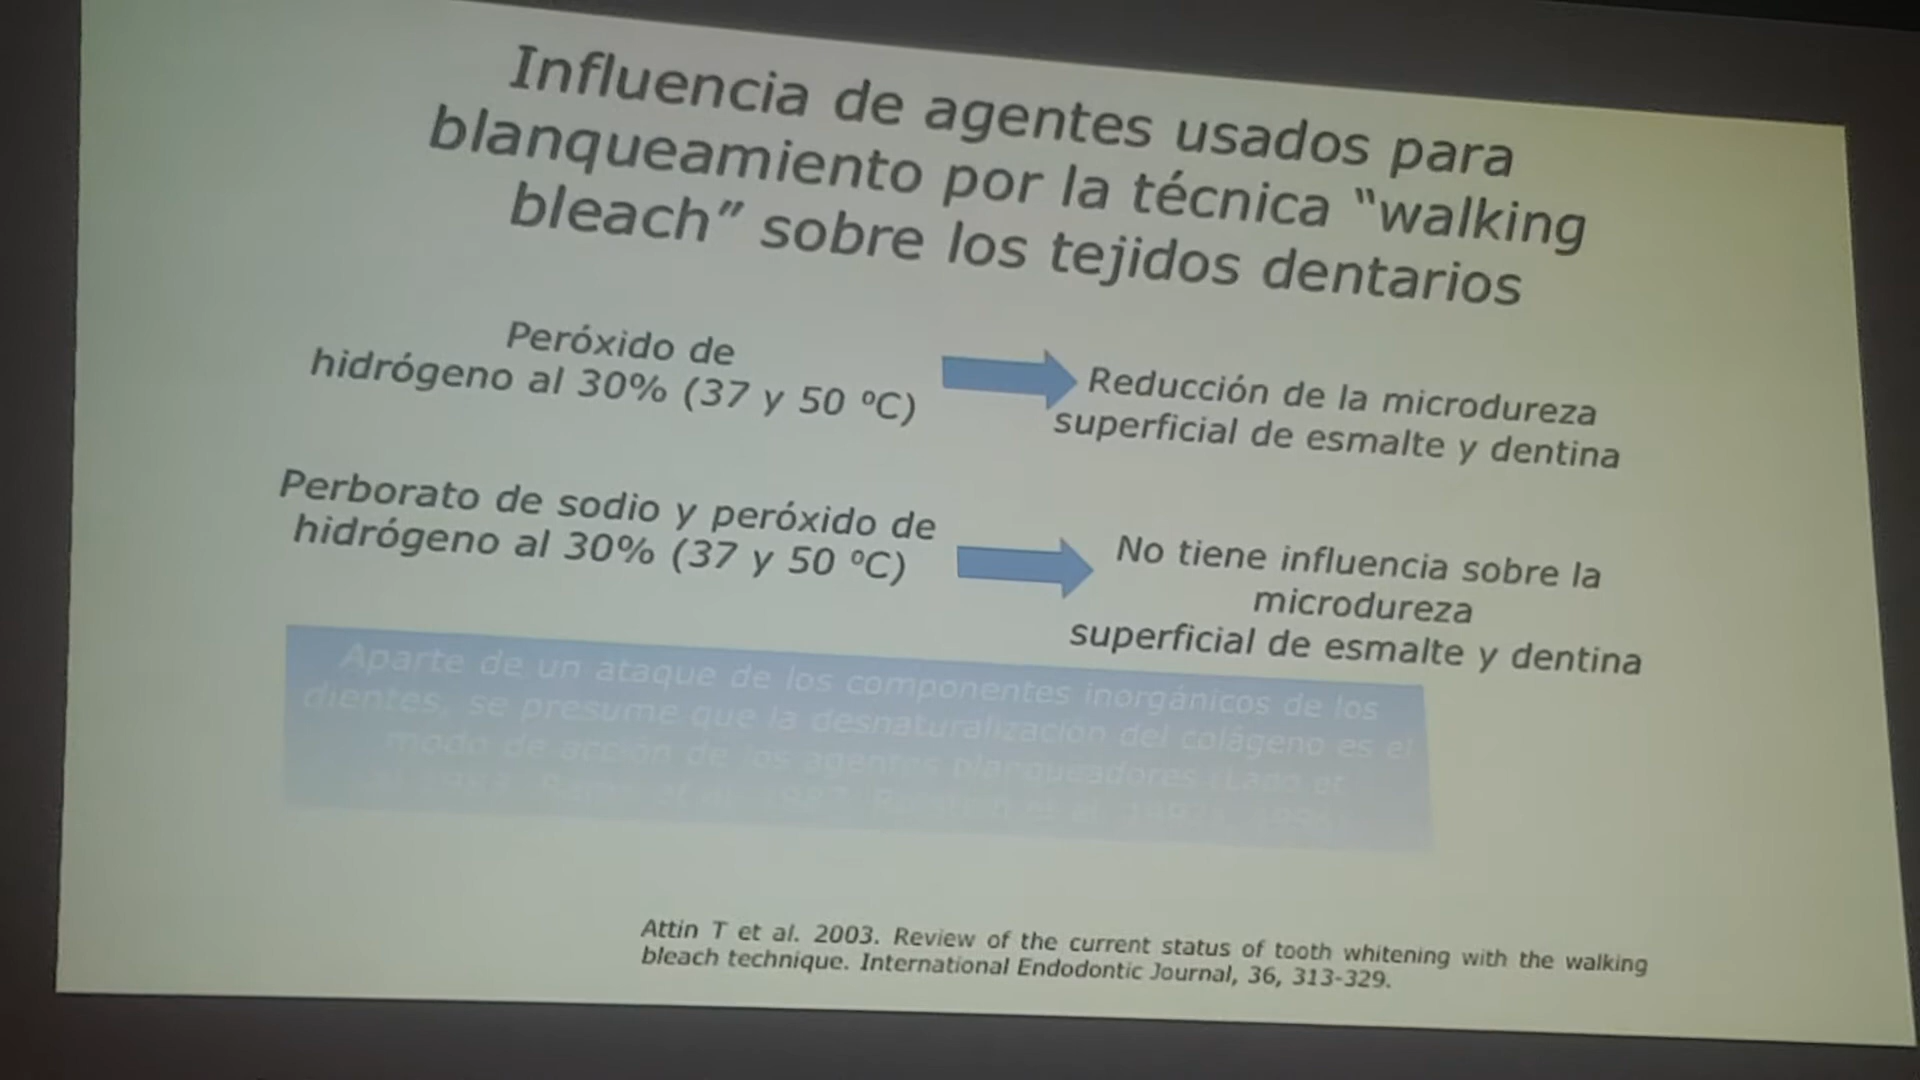 Influencia de agentes usados para
blanqueamiento por la técnica “walking
bleach” sobre los tejidos dentarios
Peróxido de
hidrógeno al 30% (37 y 50 ºC)
Reducción de la microdureza
superficial de esmalte y dentina
Perborato de sodio y peróxido de
hidrógeno al 30% (37 y 50 ºC)
No tiene influencia sobre la
microdureza
superficial de esmalte y dentina
Aparte de un ataque de los componentes inorgánicos de los
dientes, se presume que la desnaturalización del colágeno es el
modo de acción de los agentes blanqueadores
Attin T et al. 2003. Review of the current status of tooth whitening with the walking
bleach technique. International Endodontic Journal, 36, 313-329.